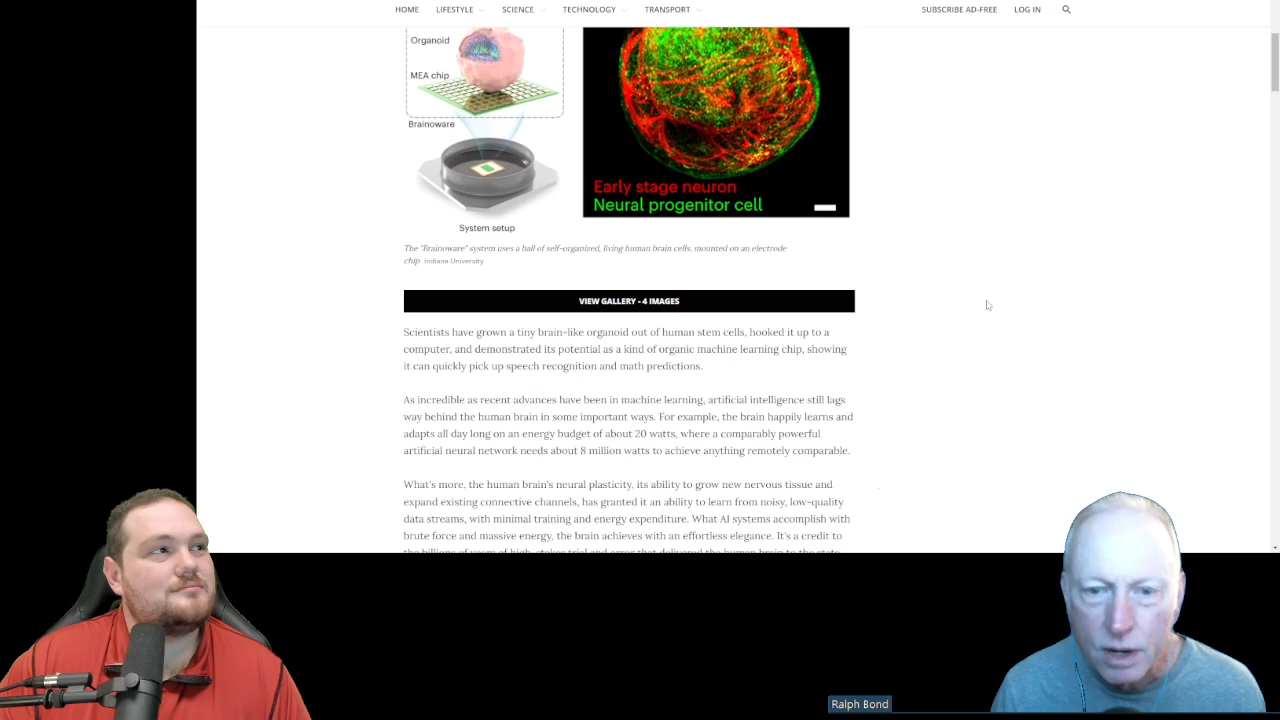 HOME LIFESTYLE SCIENCE TECHNOLOGY TRANSPORT SUBSCRIBE AD-FREE LOG IN
Organoid
MEA chip
Brainoware
System setup
Early stage neuron
Neural progenitor cell
The "Brainoware" system uses a ball of self-organized, living human brain cells, mounted on an electrode
chip Indiana University
VIEW GALLERY - 4 IMAGES
Scientists have grown a tiny brain-like organoid out of human stem cells, hooked it up to a
computer, and demonstrated its potential as a kind of organic machine learning chip, showing
it can quickly pick up speech recognition and math predictions.
As incredible as recent advances have been in machine learning, artificial intelligence still lags
way behind the human brain in some important ways. For example, the brain happily learns and
adapts all day long on an energy budget of about 20 watts, where a comparably powerful
artificial neural network needs about 8 million watts to achieve anything remotely comparable.
What's more, the human brain's neural plasticity, its ability to grow new nervous tissue and
expand existing connective channels, has granted it an ability to learn from noisy, low-quality
data streams, with minimal training and energy expenditure. What AI systems accomplish with
brute force and massive energy, the brain achieves with an effortless elegance. It's a credit to
the billions of years of high-stakes trial and error that delivered the human brain to the state
Ralph Bond